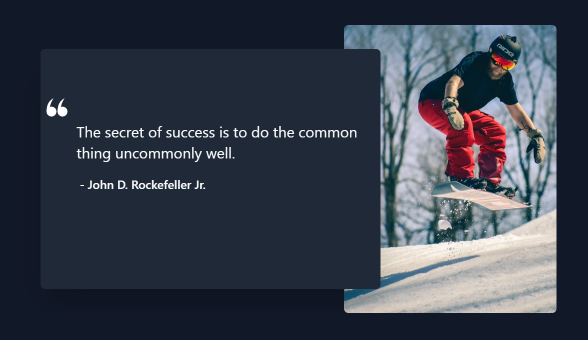 The secret of success is to do the common
thing uncommonly well.
- John D. Rockefeller Jr.